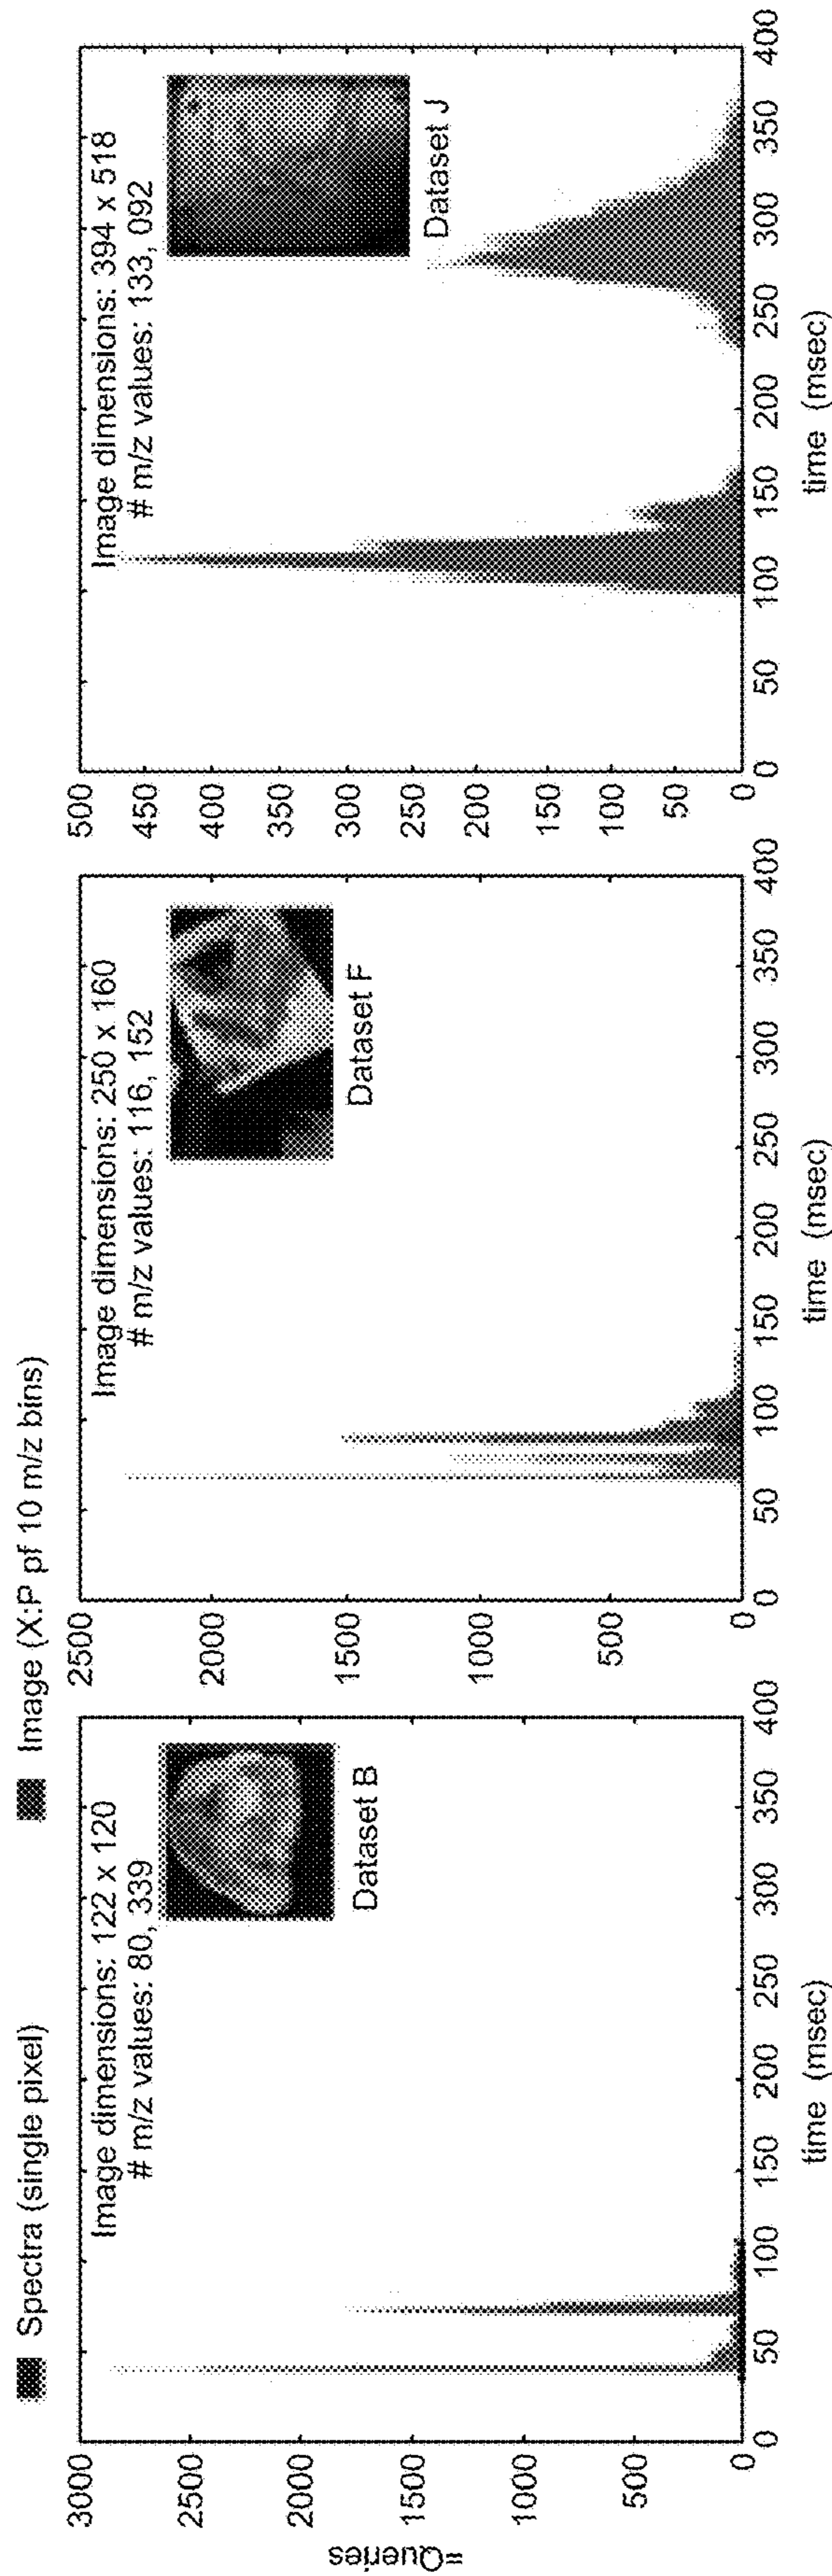 Spectra (single pixel)
Image (X:P pf 10 m/z bins)
=Queries
3000
2500
2000
1500
1000
500
0
Image dimensions: 122 x 120
# m/z values: 80, 339
Dataset B
0 50 100 150 200 250 300 350 400
time (msec)
2500
2000
1500
1000
500
0
Image dimensions: 250 x 160
# m/z values: 116, 152
Dataset F
0 50 100 150 200 250 300 350 400
time (msec)
500
450
400
350
300
250
200
150
100
50
0
Image dimensions: 394 x 518
# m/z values: 133, 092
Dataset J
0 50 100 150 200 250 300 350 400
time (msec)